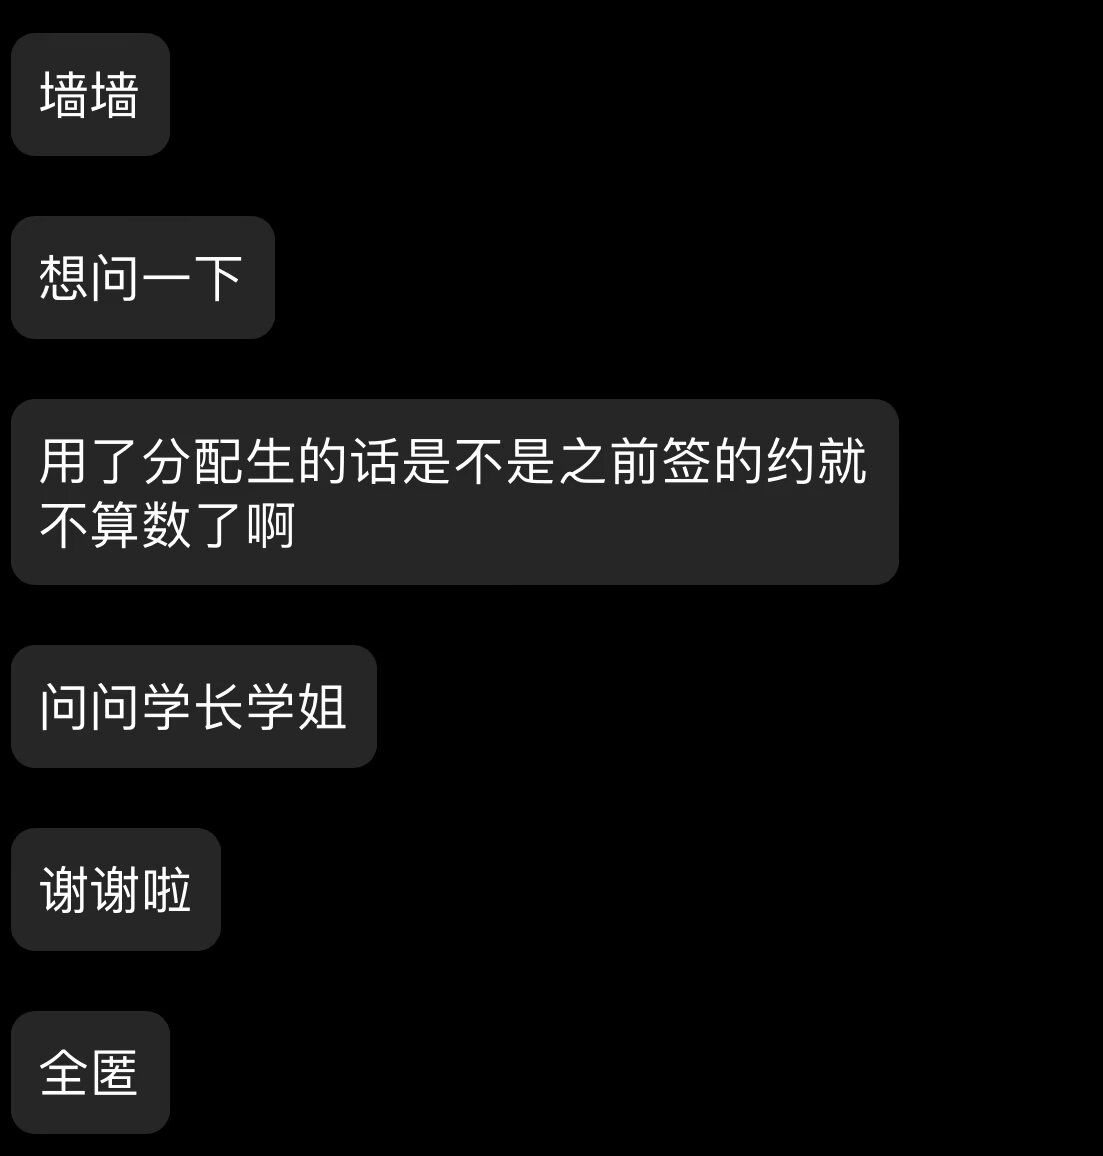 墙墙
想问一下
用了分配生的话是不是之前签的约就
不算数了啊
问问学长学姐
谢谢啦
全匿